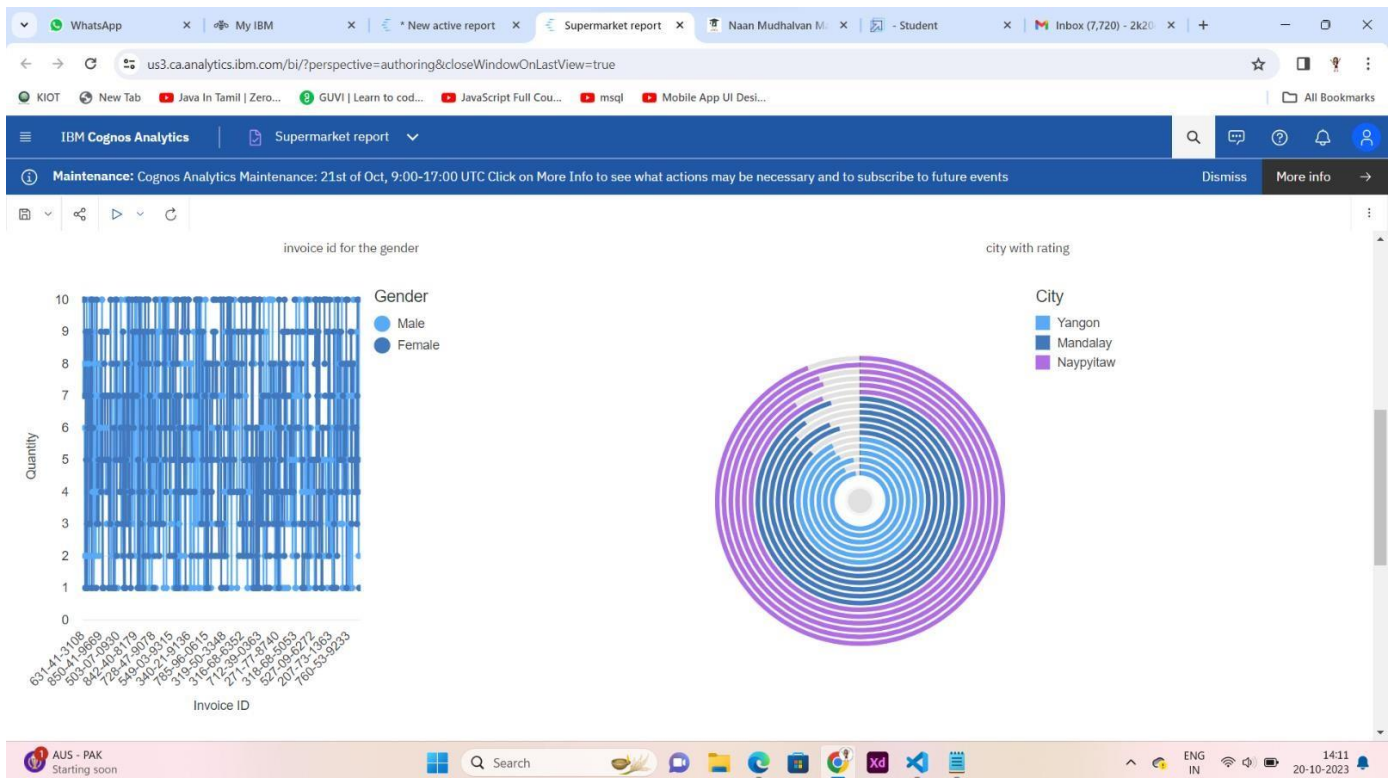 WhatsApp
My IBM
* New active report
Supermarket report
Naan Mudhalvan M
- Student
Inbox (7,720) - 2k20
us3.ca.analytics.ibm.com/bi/?perspective=authoring&closeWindowOnLastView=true
KIOT
New Tab
Java In Tamil | Zero...
GUVI | Learn to cod...
JavaScript Full Cou...
msql
Mobile App UI Desi...
All Bookmarks
IBM Cognos Analytics
Supermarket report
Maintenance: Cognos Analytics Maintenance: 21st of Oct, 9:00-17:00 UTC Click on More Info to see what actions may be necessary and to subscribe to future events
Dismiss
More info
invoice id for the gender
Gender
Male
Female
Quantity
10
9
8
7
6
5
4
3
2
1
0
631-41-3108
850-41-9669
503-07-0930
842-40-8179
728-47-9078
549-03-9315
340-21-9136
785-96-0615
319-50-3348
316-68-6352
712-39-0363
271-77-8740
318-68-5053
527-09-6272
207-73-1363
760-53-9233
Invoice ID
city with rating
City
Yangon
Mandalay
Naypyitaw
1
AUS - PAK
Starting soon
Search
Xd
ENG
IN
14:11
20-10-2023